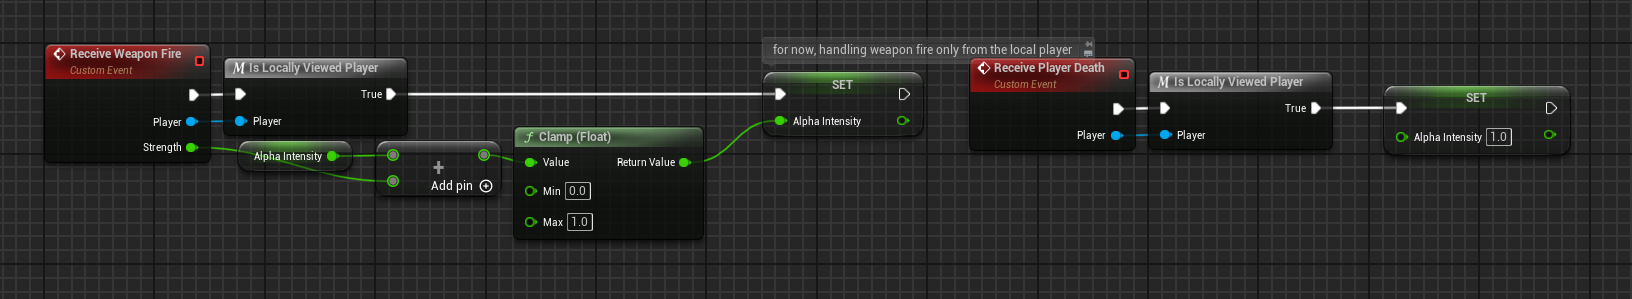 Receive Weapon Fire
Custom Event
Player
Strength
M Is Locally Viewed Player
True
Player
Alpha Intensity
+
Add pin
f Clamp (Float)
Value
Return Value
Min 0.0
Max 1.0
for now, handling weapon fire only from the local player
SET
Alpha Intensity
Receive Player Death
Custom Event
Player
M Is Locally Viewed Player
True
Player
SET
Alpha Intensity 1.0